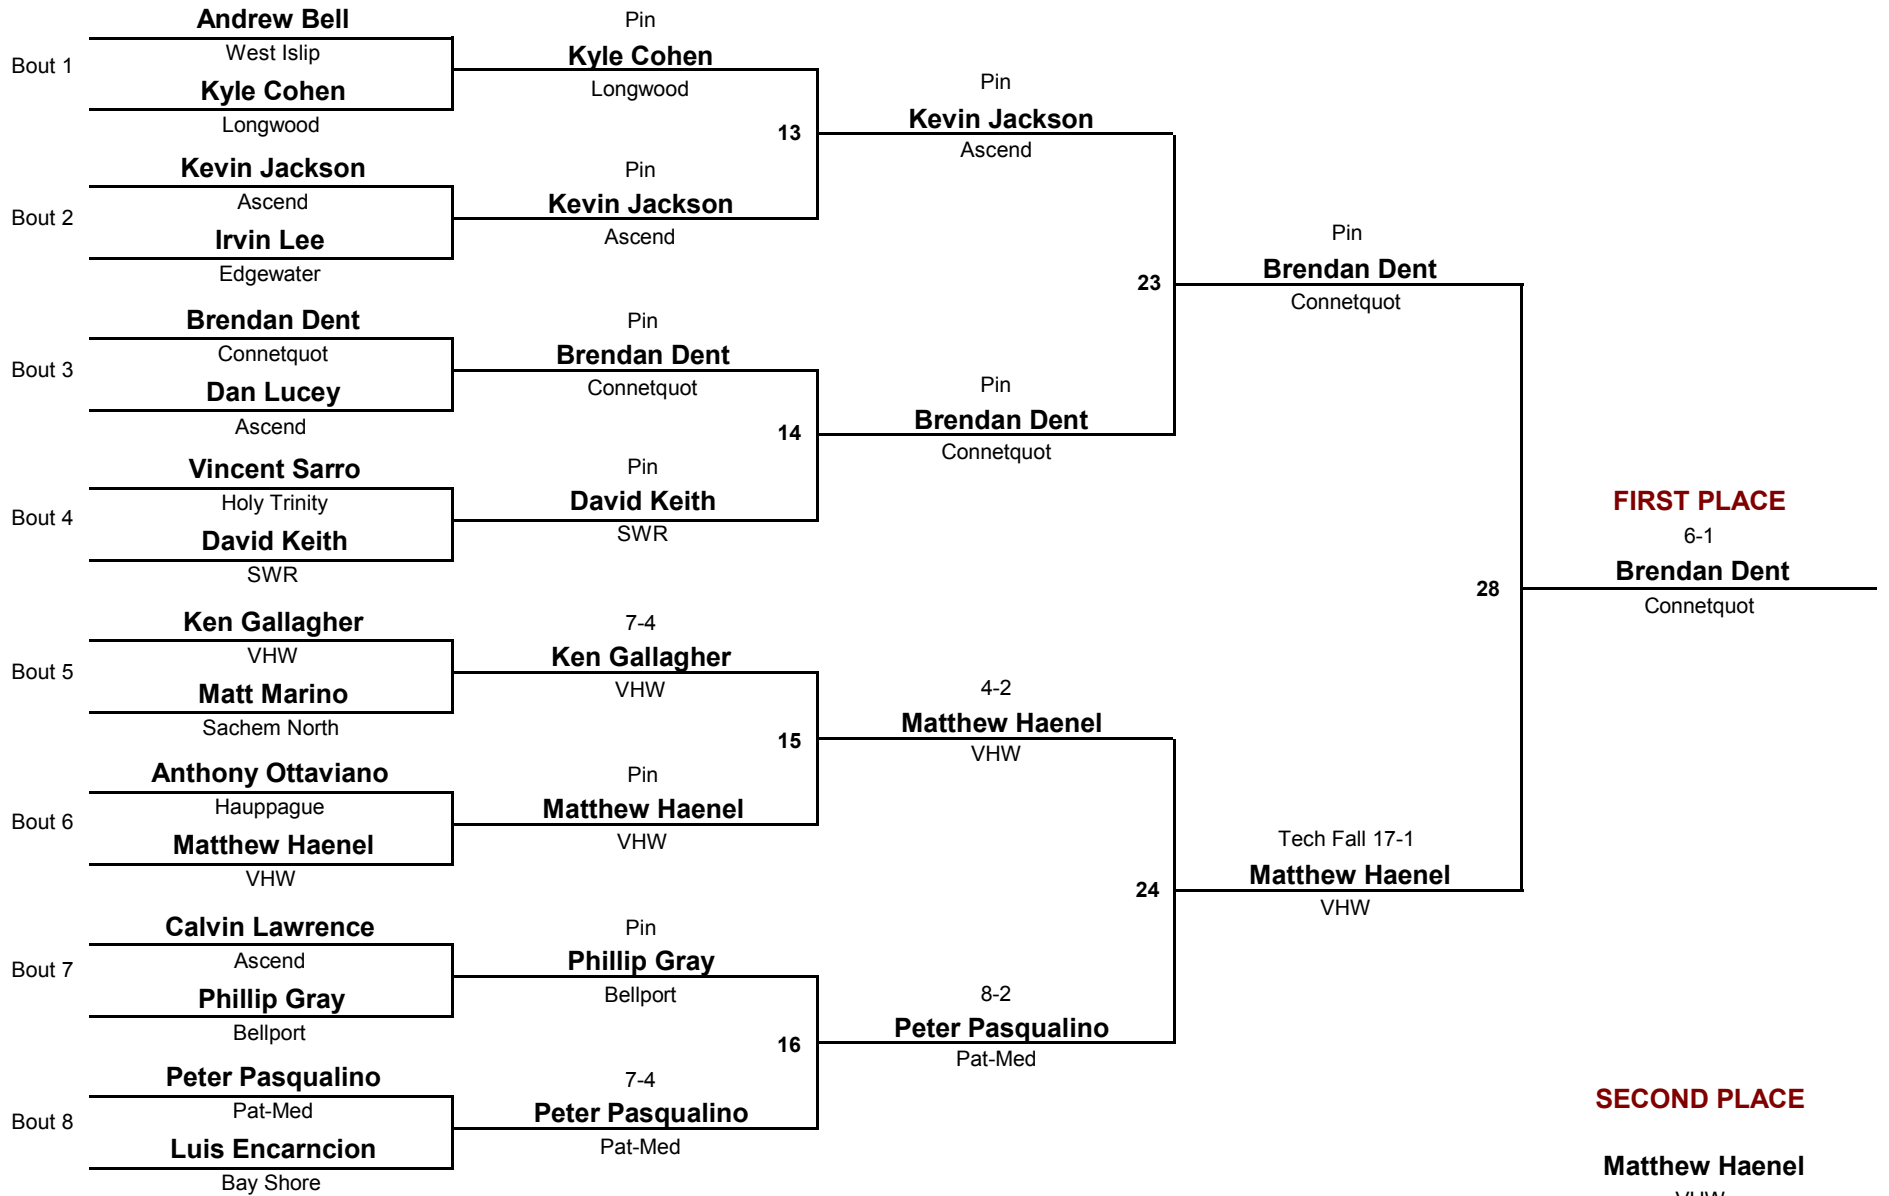 Andrew Bell
Bout 1
West Islip
Kyle Cohen
Longwood
Kevin Jackson
Bout 2
Ascend
Irvin Lee
Edgewater
Brendan Dent
Bout 3
Connetquot
Dan Lucey
Ascend
Vincent Sarro
Bout 4
Holy Trinity
David Keith
SWR
Ken Gallagher
Bout 5
VHW
Matt Marino
Sachem North
Anthony Ottaviano
Bout 6
Hauppague
Matthew Haenel
VHW
Calvin Lawrence
Bout 7
Ascend
Phillip Gray
Bellport
Peter Pasqualino
Bout 8
Pat-Med
Luis Encarncion
Bay Shore
Pin
Kyle Cohen
Longwood
13
Pin
Kevin Jackson
Ascend
Pin
Brendan Dent
Connetquot
14
Pin
David Keith
SWR
7-4
Ken Gallagher
VHW
15
Pin
Matthew Haenel
VHW
Pin
Phillip Gray
Bellport
16
7-4
Peter Pasqualino
Pat-Med
Pin
Kevin Jackson
Ascend
23
Pin
Brendan Dent
Connetquot
4-2
Matthew Haenel
VHW
24
8-2
Peter Pasqualino
Pat-Med
Pin
Brendan Dent
Connetquot
28
Tech Fall 17-1
Matthew Haenel
VHW
FIRST PLACE
6-1
Brendan Dent
Connetquot
SECOND PLACE
Matthew Haenel
VHW